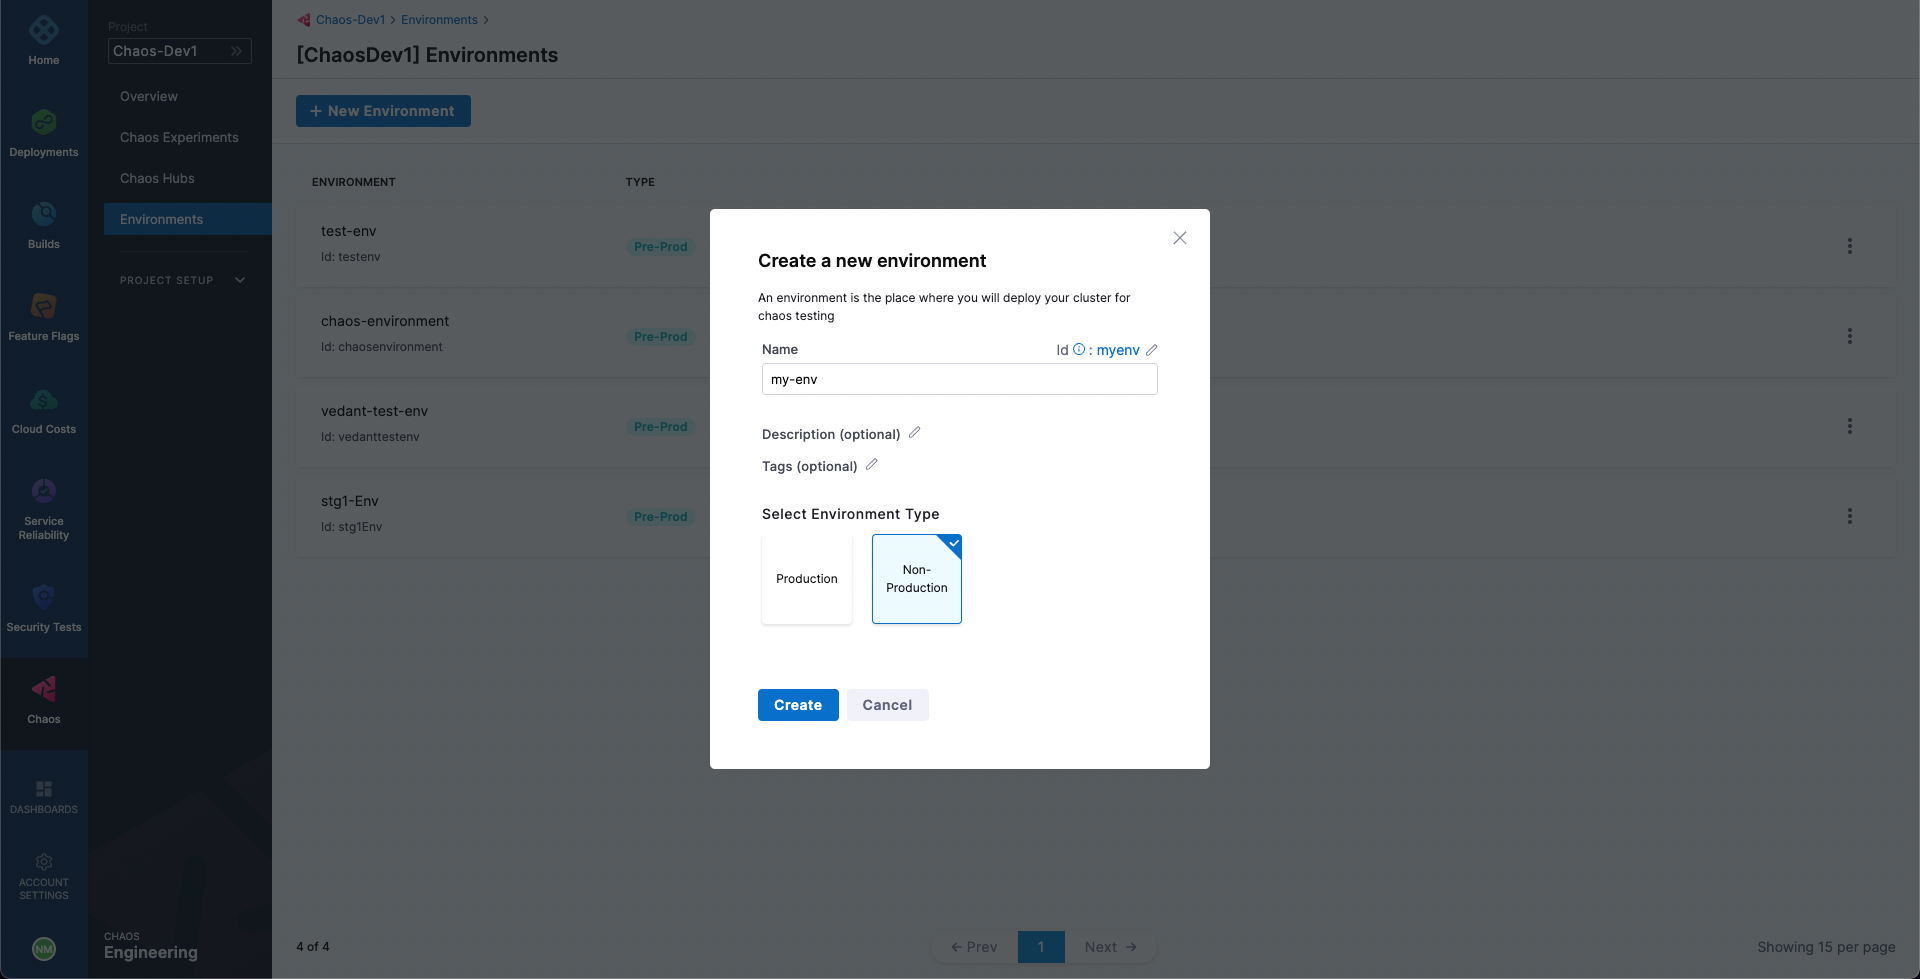 Home
Deployments
Builds
Feature Flags
Cloud Costs
Service
Reliability
Security Tests
Chaos
DASHBOARDS
ACCOUNT
SETTINGS
NM
Project
Chaos-Dev1
Overview
Chaos Experiments
Chaos Hubs
Environments
PROJECT SETUP
CHAOS
Engineering
Chaos-Dev1 > Environments >
[ChaosDev1] Environments
+ New Environment
ENVIRONMENT TYPE
test-env
Id: testenv
Pre-Prod
chaos-environment
Id: chaosenvironment
Pre-Prod
vedant-test-env
Id: vedanttestenv
Pre-Prod
stg1-Env
Id: stg1Env
Pre-Prod
4 of 4
← Prev 1 Next →
Showing 15 per page
Create a new environment
An environment is the place where you will deploy your cluster for
chaos testing
Name Id : myenv
my-env
Description (optional)
Tags (optional)
Select Environment Type
Production
Non-
Production
Create Cancel